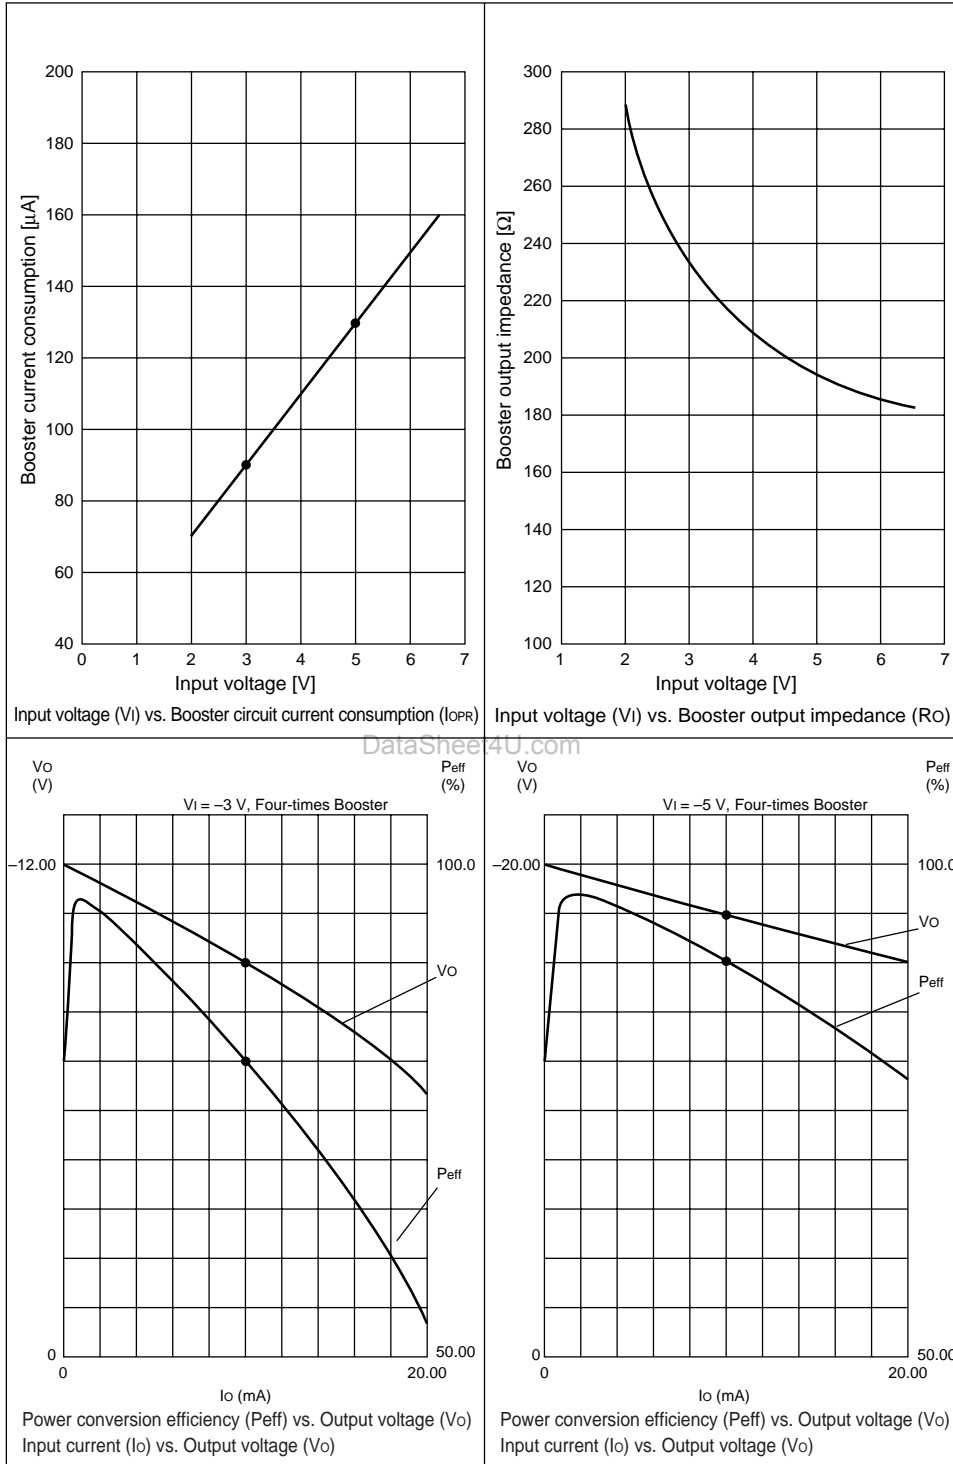 200
180
160
140
120
100
80
60
40
0 1 2 3 4 5 6 7
Booster current consumption [µA]
Input voltage [V]
Input voltage (VI) vs. Booster circuit current consumption (IOPR)
300
280
260
240
220
200
180
160
140
120
100
1 2 3 4 5 6 7
Booster output impedance [Ω]
Input voltage [V]
Input voltage (VI) vs. Booster output impedance (RO)
DataSheet4U.com
VO
(V)
Peff
(%)
VI = –3 V, Four-times Booster
–12.00
100.0
VO
Peff
0
50.00
0
20.00
IO (mA)
Power conversion efficiency (Peff) vs. Output voltage (VO)
Input current (IO) vs. Output voltage (VO)
VO
(V)
Peff
(%)
VI = –5 V, Four-times Booster
–20.00
100.0
VO
Peff
0
50.00
0
20.00
IO (mA)
Power conversion efficiency (Peff) vs. Output voltage (VO)
Input current (IO) vs. Output voltage (VO)